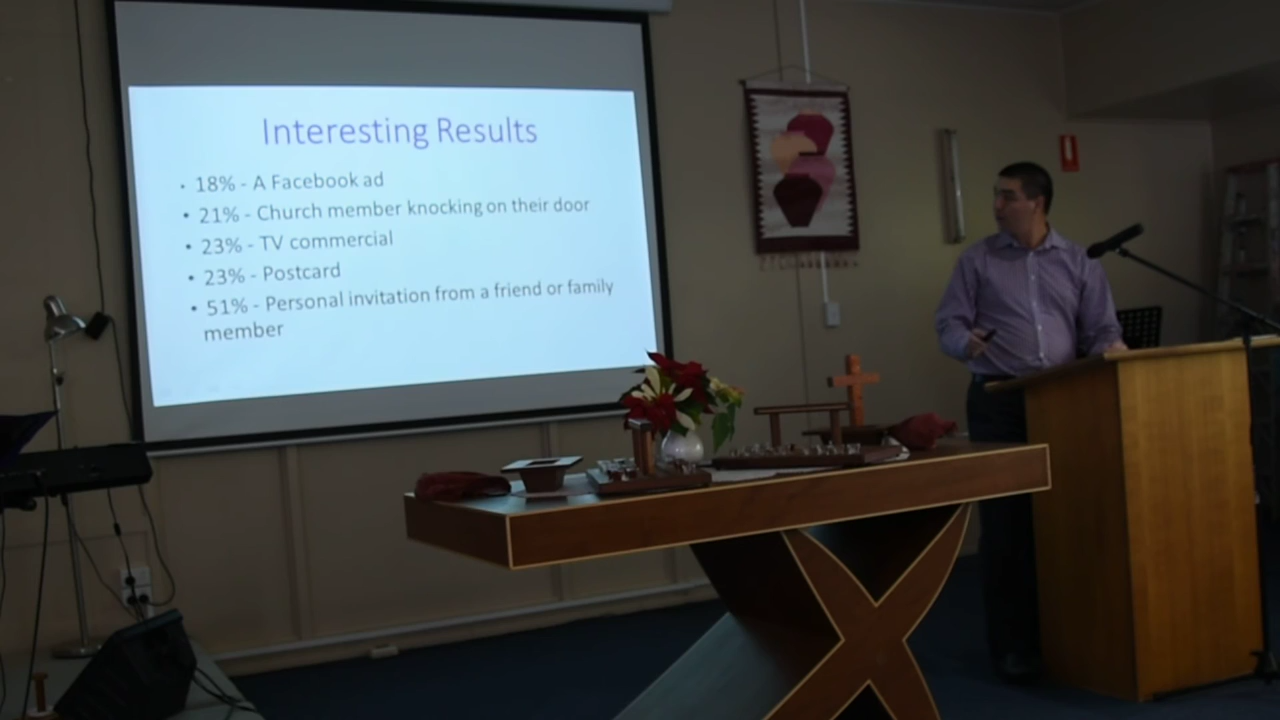 Interesting Results
• 18% - A Facebook ad
• 21% - Church member knocking on their door
• 23% - TV commercial
• 23% - Postcard
• 51% - Personal invitation from a friend or family
member